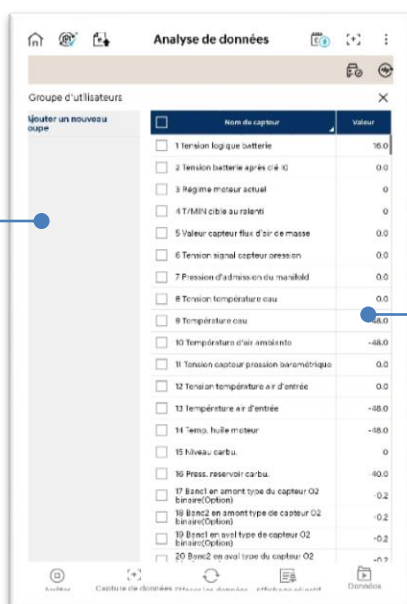 Analyse de données
Groupe d'utilisateurs
Ajouter un nouveau
oupe
Nom du capteur
Valeur
1 Tension logique batterie
16.0
2 Tension batterie après clé IG
0.0
3 Régime moteur actuel
0
4 T/MIN cible au ralenti
0
5 Valeur capteur flux d'air de masse
0.0
6 Tension signal capteur pression
0.0
7 Pression d'admission du manifold
0.0
8 Tension température eau
0.0
9 Température eau
-48.0
10 Température d'air ambiante
-48.0
11 Tension capteur pression barométrique
0.0
12 Tension température air d'entrée
0.0
13 Température air d'entrée
-48.0
14 Temp. huile moteur
-48.0
15 Niveau carbu.
0
16 Press. reservoir carbu.
-40.0
17 Banc1 en amont type du capteur O2
binaire(Option)
-0.2
18 Banc2 en amont type de capteur O2
binaire(Option)
-0.2
19 Banc1 en aval type de capteur O2
binaire(Option)
-0.2
20 Banc2 en aval type du capteur O2
-0.2
Capture de données
Données